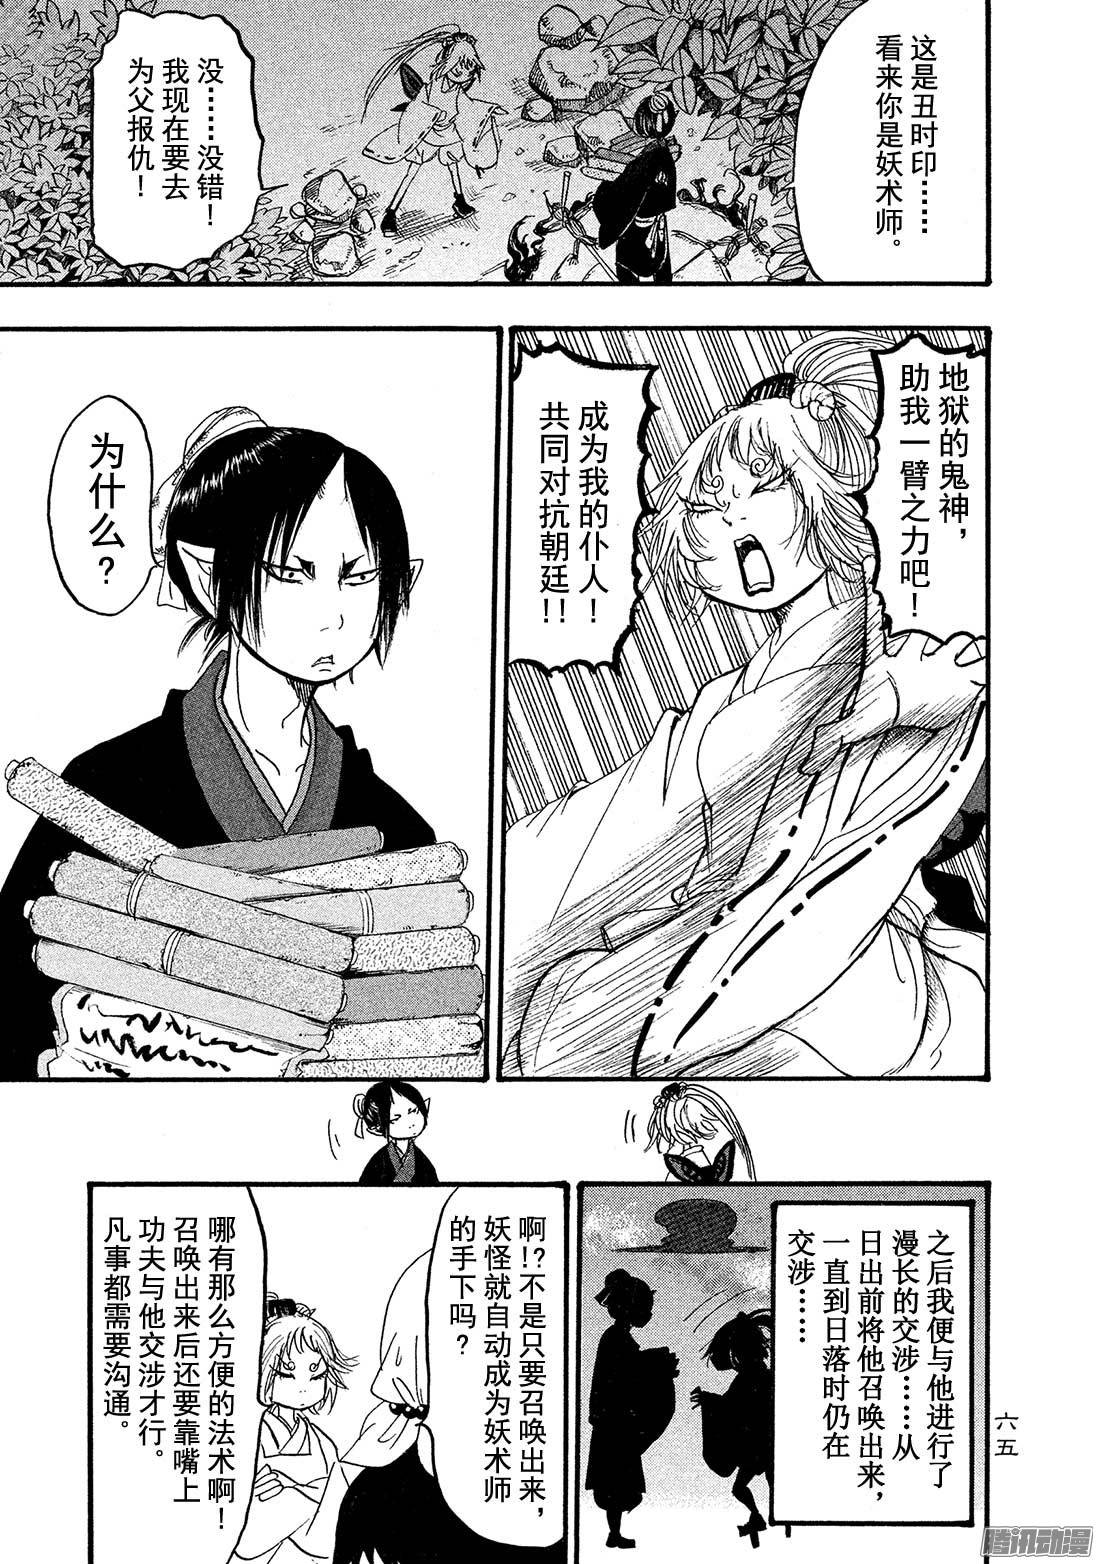 这是丑时印……
看来你是妖术师。
没……没错！
我现在要去
为父报仇！
地狱的鬼神，
助我一臂之力吧！
成为我的仆人！
共同对抗朝廷！！
为什么？
之后我便与他进行了
漫长的交涉……从
日出前将他召唤出来，
一直到日落时仍在
交涉……
啊！？不是只要召唤出来，
妖怪就自动成为妖术师
的手下吗？
哪有那么方便的法术啊！
召唤出来后还要靠嘴上
功夫与他交涉才行。
凡事都需要沟通。
六五
腾讯动漫